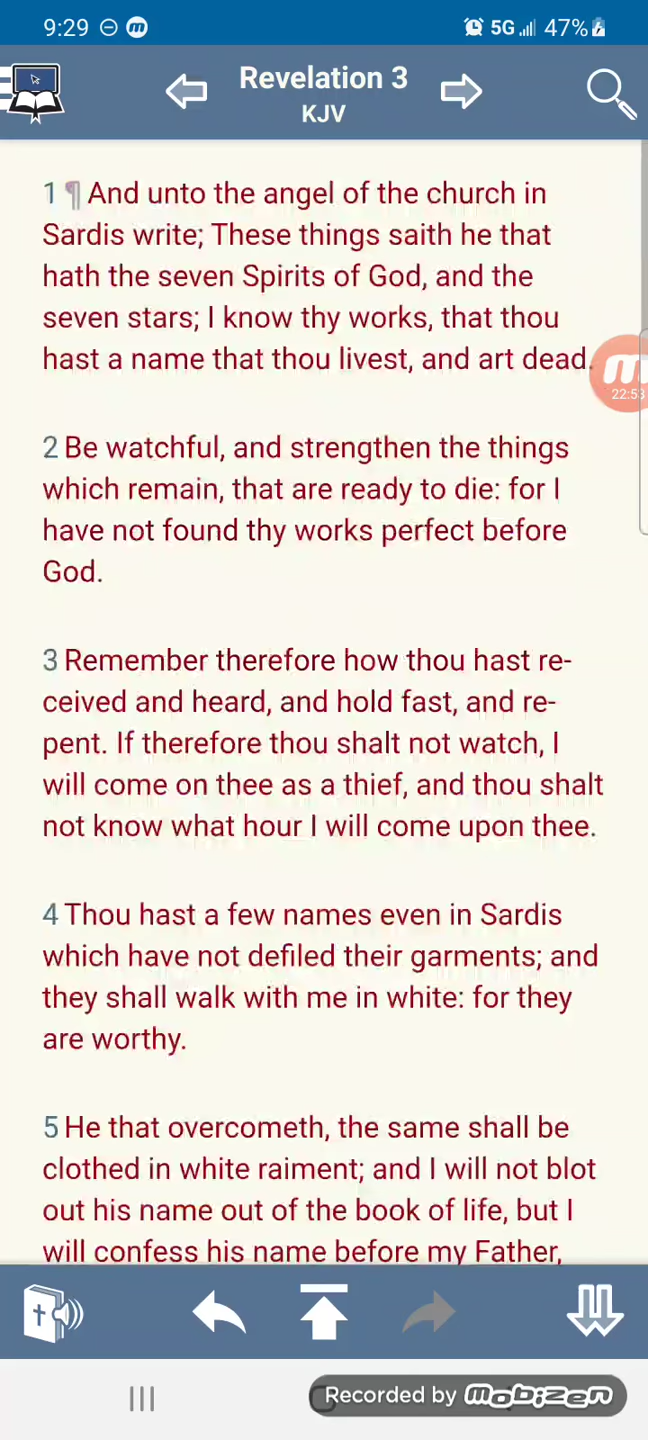 9:29
5G 47%
Revelation 3
KJV
1 ¶ And unto the angel of the church in
Sardis write; These things saith he that
hath the seven Spirits of God, and the
seven stars; I know thy works, that thou
hast a name that thou livest, and art dead.
22:53
2 Be watchful, and strengthen the things
which remain, that are ready to die: for I
have not found thy works perfect before
God.
3 Remember therefore how thou hast re-
ceived and heard, and hold fast, and re-
pent. If therefore thou shalt not watch, I
will come on thee as a thief, and thou shalt
not know what hour I will come upon thee.
4 Thou hast a few names even in Sardis
which have not defiled their garments; and
they shall walk with me in white: for they
are worthy.
5 He that overcometh, the same shall be
clothed in white raiment; and I will not blot
out his name out of the book of life, but I
will confess his name before my Father,
Recorded by mobizen